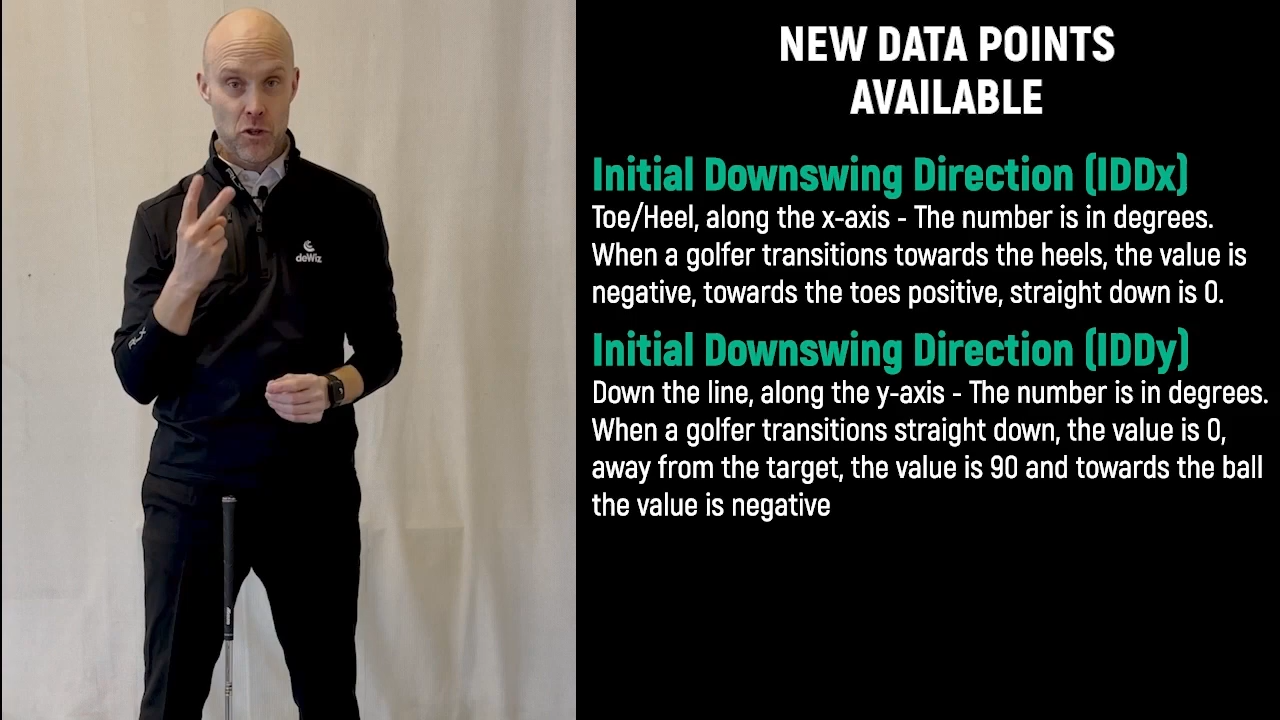 NEW DATA POINTS
AVAILABLE
Initial Downswing Direction (IDDx)
Toe/Heel, along the x-axis - The number is in degrees.
When a golfer transitions towards the heels, the value is
negative, towards the toes positive, straight down is 0.
Initial Downswing Direction (IDDy)
Down the line, along the y-axis - The number is in degrees.
When a golfer transitions straight down, the value is 0,
away from the target, the value is 90 and towards the ball
the value is negative
deWiz